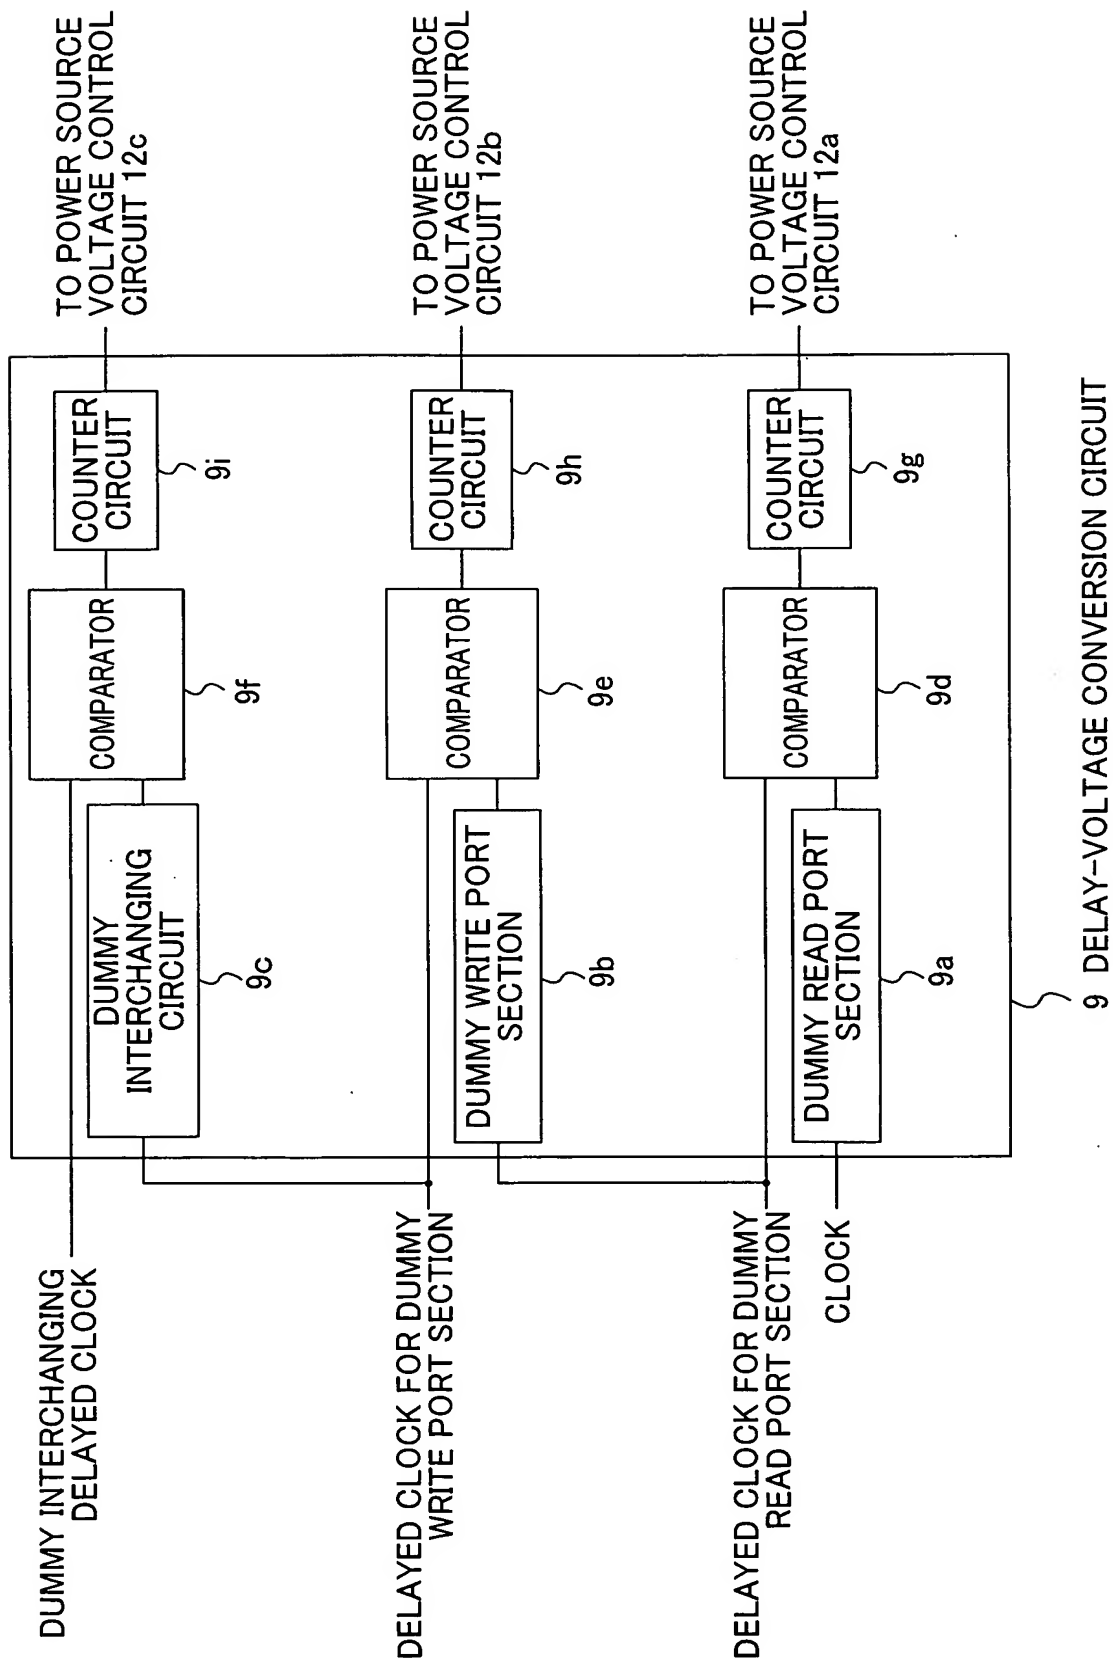 DUMMY INTERCHANGING
DELAYED CLOCK
DUMMY
INTERCHANGING
CIRCUIT
9c
COMPARATOR
9f
COUNTER
CIRCUIT
9i
TO POWER SOURCE
VOLTAGE CONTROL
CIRCUIT 12c
DELAYED CLOCK FOR DUMMY
WRITE PORT SECTION
DUMMY WRITE PORT
SECTION
9b
COMPARATOR
9e
COUNTER
CIRCUIT
9h
TO POWER SOURCE
VOLTAGE CONTROL
CIRCUIT 12b
DELAYED CLOCK FOR DUMMY
READ PORT SECTION
CLOCK
DUMMY READ PORT
SECTION
9a
COMPARATOR
9d
COUNTER
CIRCUIT
9g
TO POWER SOURCE
VOLTAGE CONTROL
CIRCUIT 12a
9 DELAY-VOLTAGE CONVERSION CIRCUIT